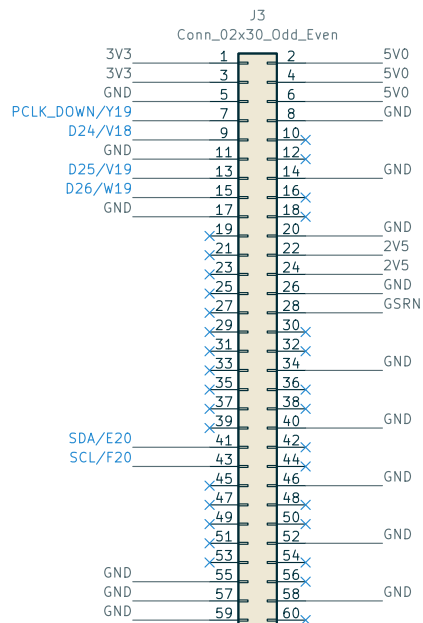 J3
Conn_02x30_Odd_Even
3V3 1 2 5V0
3V3 3 4 5V0
GND 5 6 5V0
PCLK_DOWN/Y19 7 8 GND
D24/V18 9 10
GND 11 12
D25/V19 13 14 GND
D26/W19 15 16
GND 17 18
19 20 GND
21 22 2V5
23 24 2V5
25 26 GND
27 28 GSRN
29 30
31 32
33 34 GND
35 36
37 38
39 40 GND
SDA/E20 41 42
SCL/F20 43 44
45 46 GND
47 48
49 50
51 52 GND
53 54
GND 55 56
GND 57 58 GND
GND 59 60